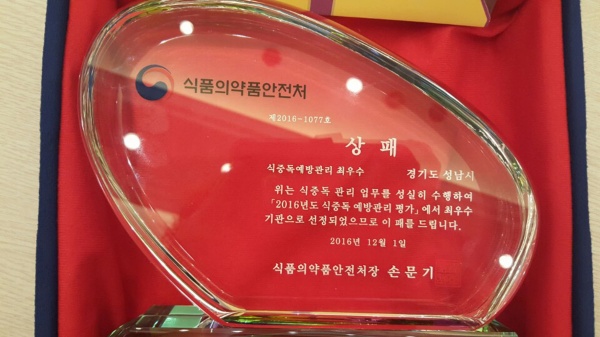 식품의약품안전처
제2016-1077호
상 패
식중독예방관리 최우수 경기도 성남시
위는 식중독 관리 업무를 성실히 수행하여
「2016년도 식중독 예방관리 평가」에서 최우수
기관으로 선정되었으므로 이 패를 드립니다.
2016년 12월 1일
식품의약품안전처장 손 문 기